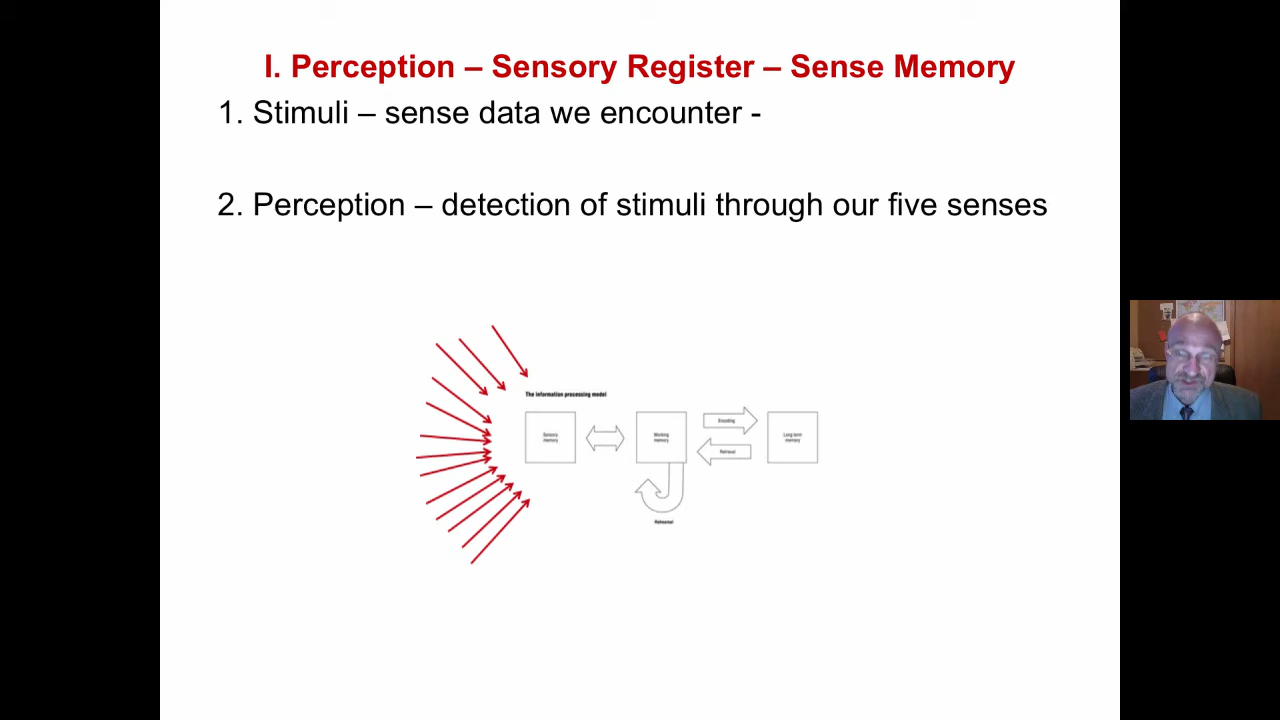 I. Perception – Sensory Register – Sense Memory
1. Stimuli – sense data we encounter -
2. Perception – detection of stimuli through our five senses
The information processing model
Sensory
memory
Working
memory
Encoding
Retrieval
Long term
memory
Rehearsal